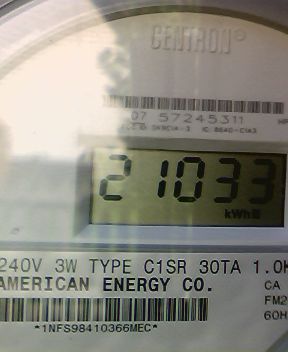 CENTRON®
07 57245311
21033
kWh
240V 3W TYPE C1SR 30TA 1.0K
AMERICAN ENERGY CO.
CA
FM2
60H
*1NFS98410366MEC*